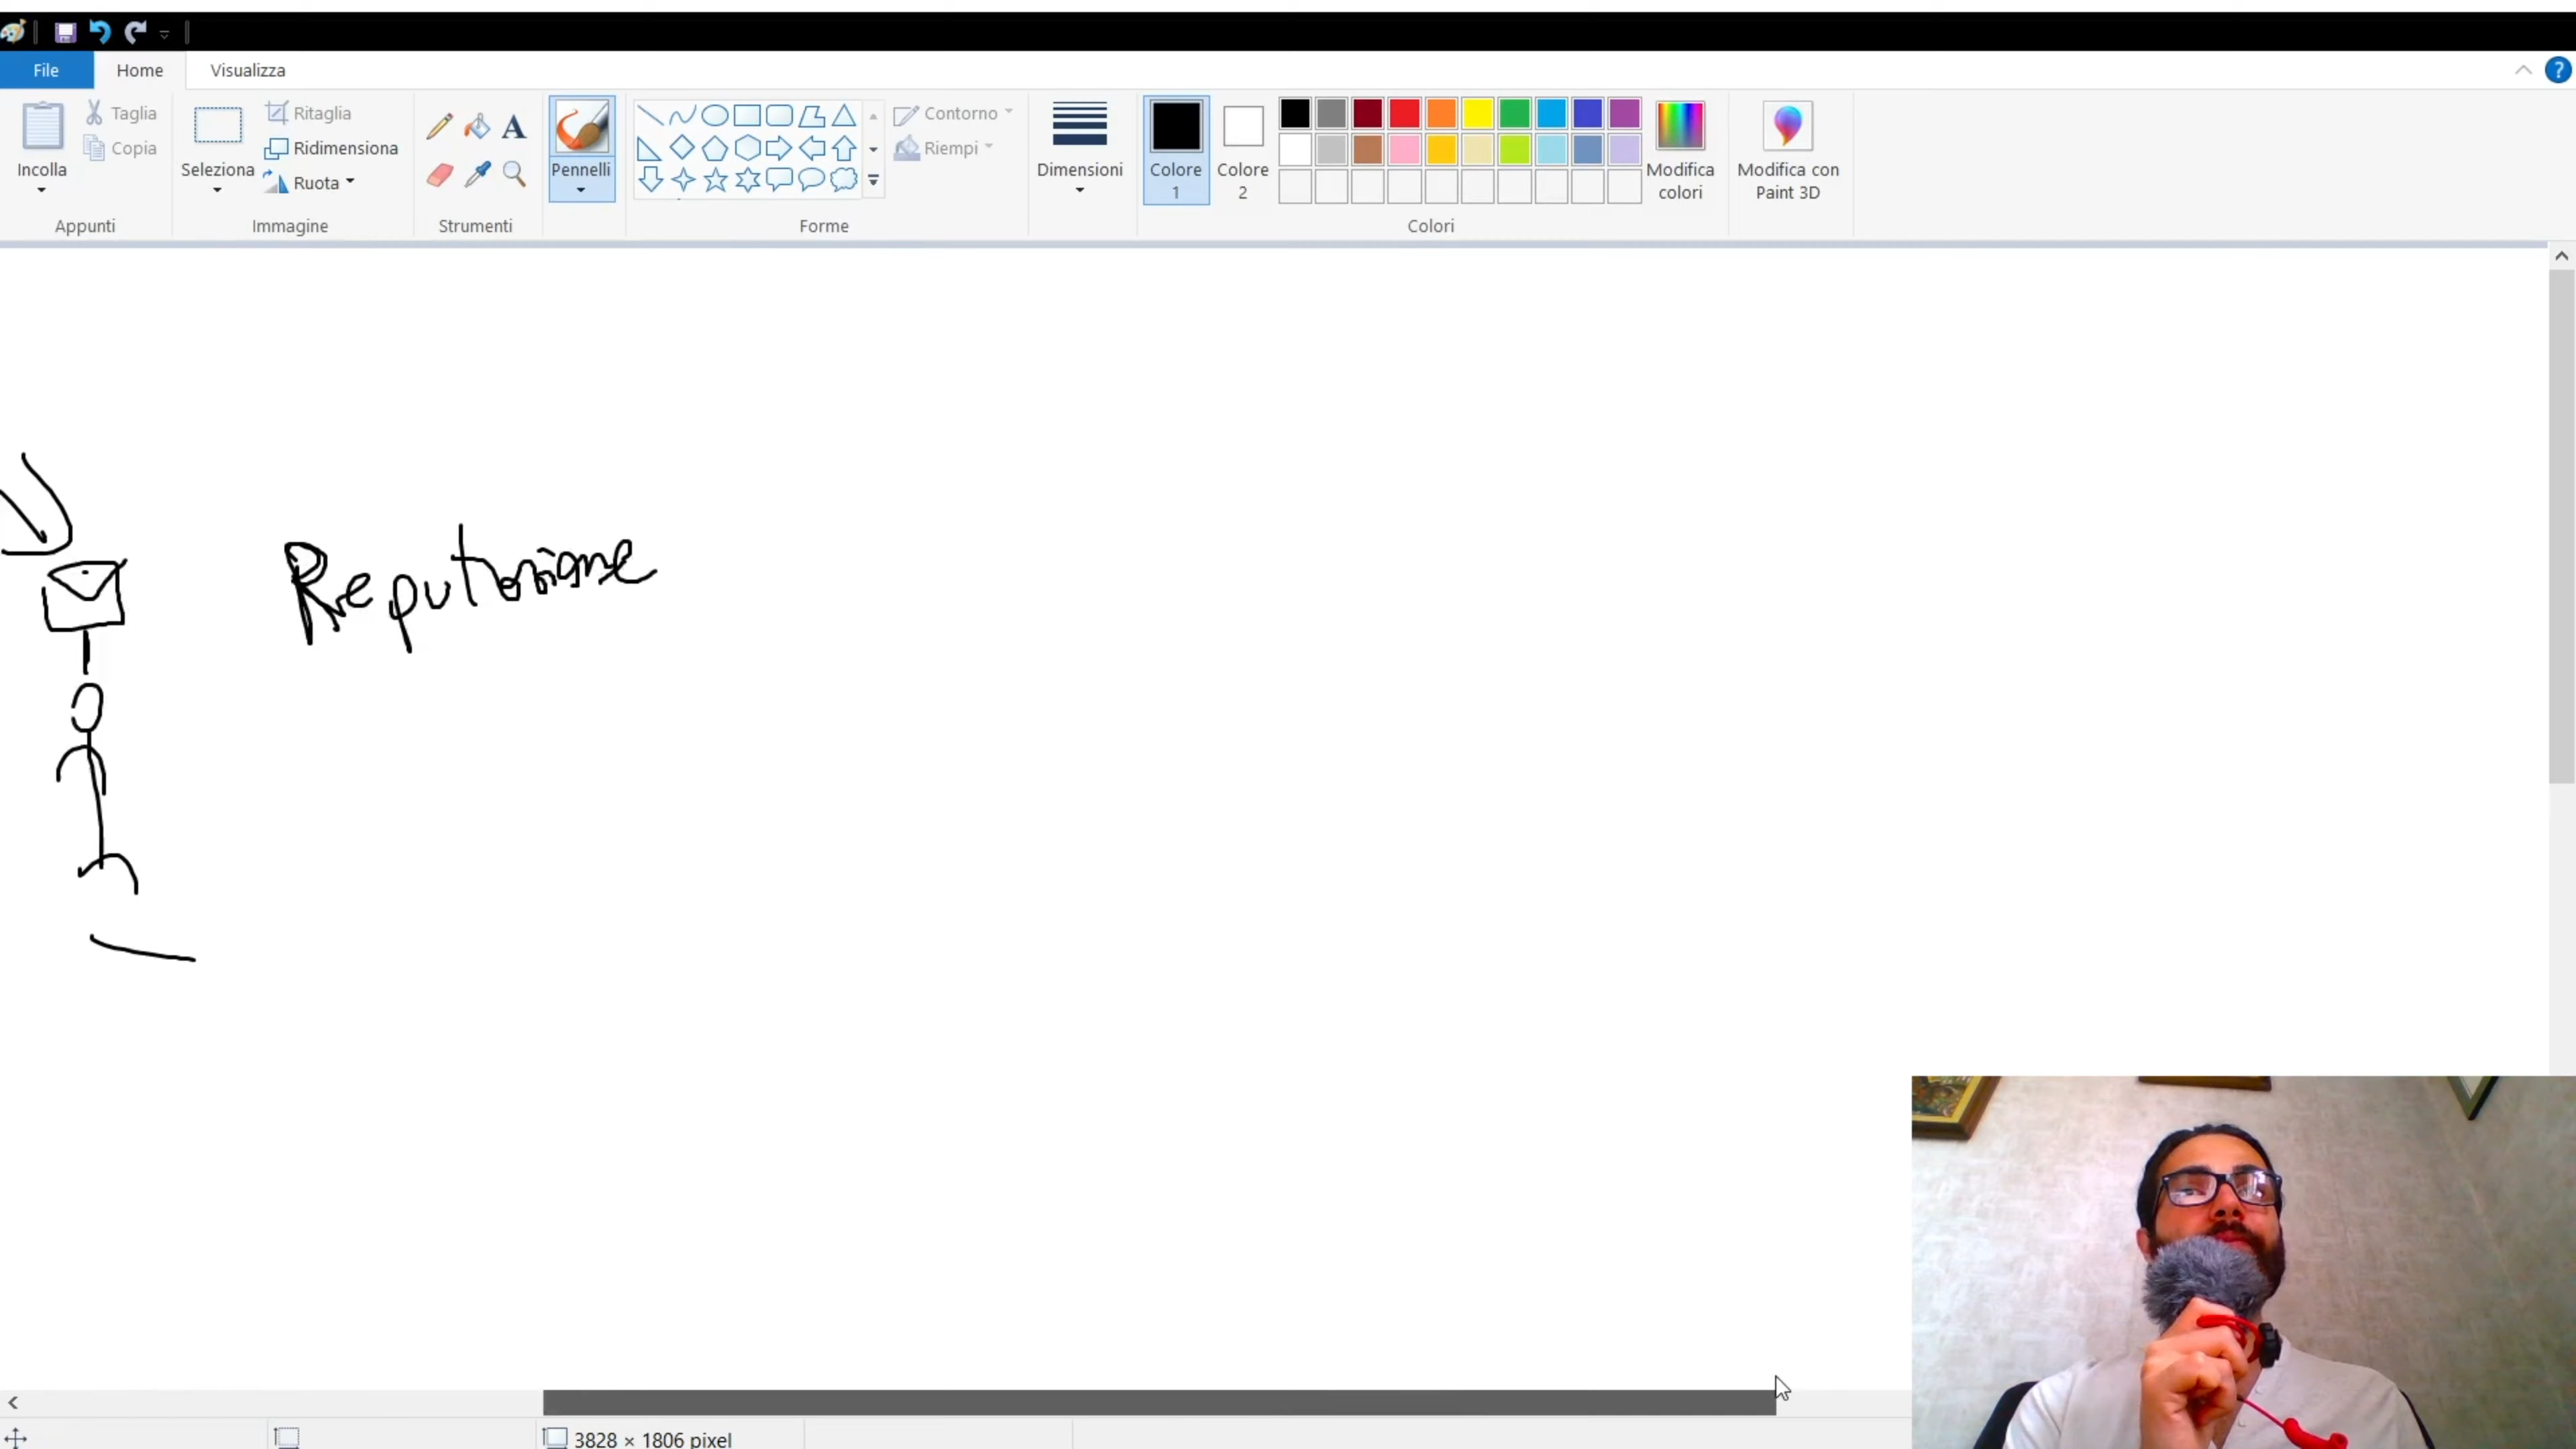 File Home Visualizza
Incolla
Taglia
Copia
Appunti
Seleziona
Ritaglia
Ridimensiona
Ruota
Immagine
Strumenti
Pennelli
Contorno
Riempi
Forme
Dimensioni
Colore
1
Colore
2
Modifica
colori
Colori
Modifica con
Paint 3D
Reputazione
3828 × 1806 pixel